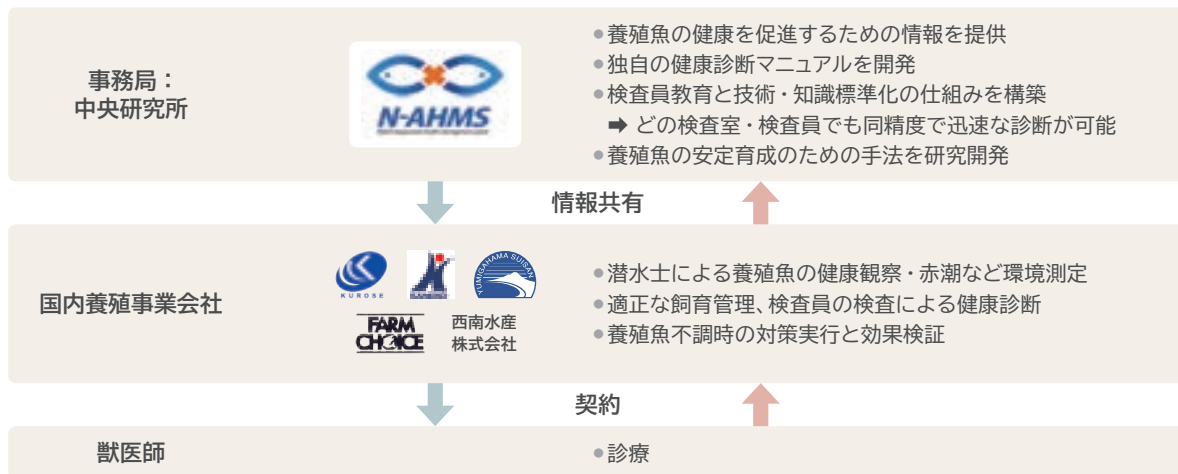 事務局：
中央研究所
N-AHMS
●養殖魚の健康を促進するための情報を提供
●独自の健康診断マニュアルを開発
●検査員教育と技術・知識標準化の仕組みを構築
➡ どの検査室・検査員でも同精度で迅速な診断が可能
●養殖魚の安定育成のための手法を研究開発
情報共有
国内養殖事業会社
KUROSE
YUMIGAHAMA SUISAN
FARM
CHOICE
西南水産
株式会社
●潜水士による養殖魚の健康観察・赤潮など環境測定
●適正な飼育管理、検査員の検査による健康診断
●養殖魚不調時の対策実行と効果検証
契約
獣医師
●診療